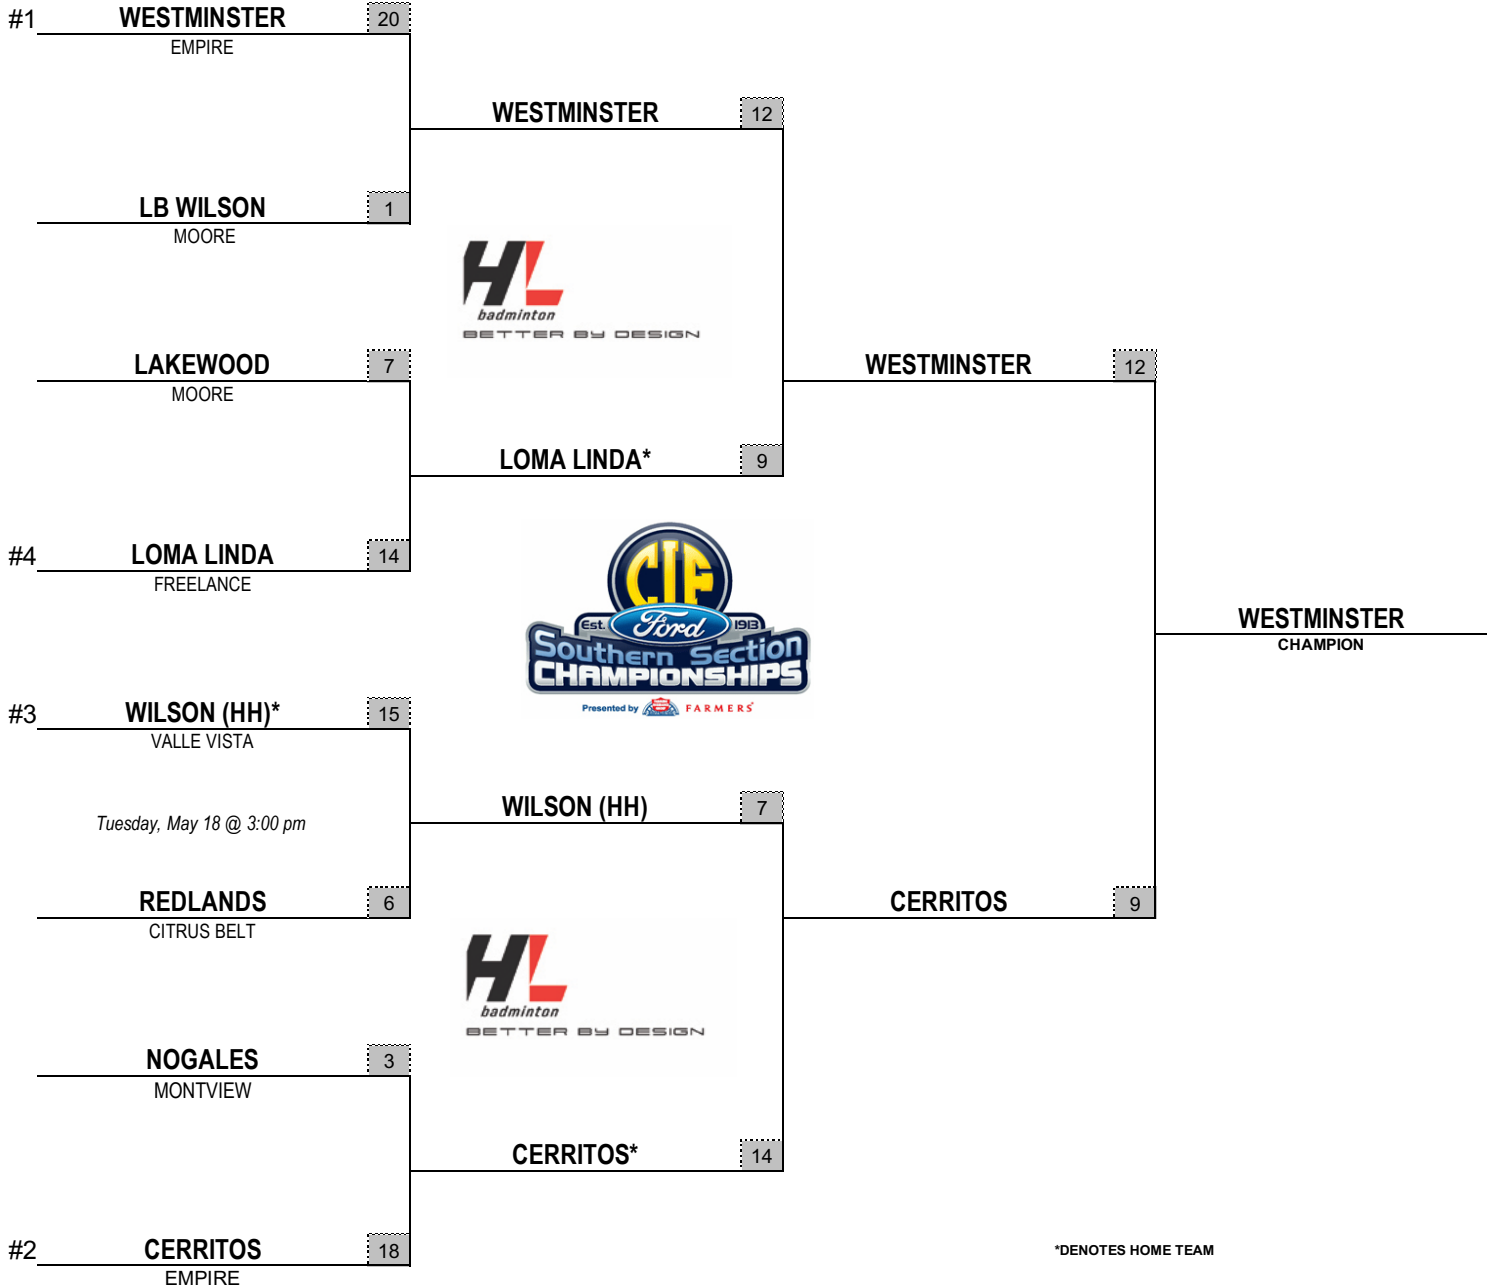 #1 WESTMINSTER 20
EMPIRE
WESTMINSTER 12
LB WILSON 1
MOORE
HL
badminton
BETTER BY DESIGN
LAKEWOOD 7
MOORE
WESTMINSTER 12
LOMA LINDA* 9
#4 LOMA LINDA 14
FREELANCE
CIF
Est. Ford 1913
Southern Section
CHAMPIONSHIPS
Presented by FARMERS
WESTMINSTER
CHAMPION
#3 WILSON (HH)* 15
VALLE VISTA
WILSON (HH) 7
Tuesday, May 18 @ 3:00 pm
REDLANDS 6
CITRUS BELT
CERRITOS 9
HL
badminton
BETTER BY DESIGN
NOGALES 3
MONTVIEW
CERRITOS* 14
#2 CERRITOS 18
EMPIRE
*DENOTES HOME TEAM